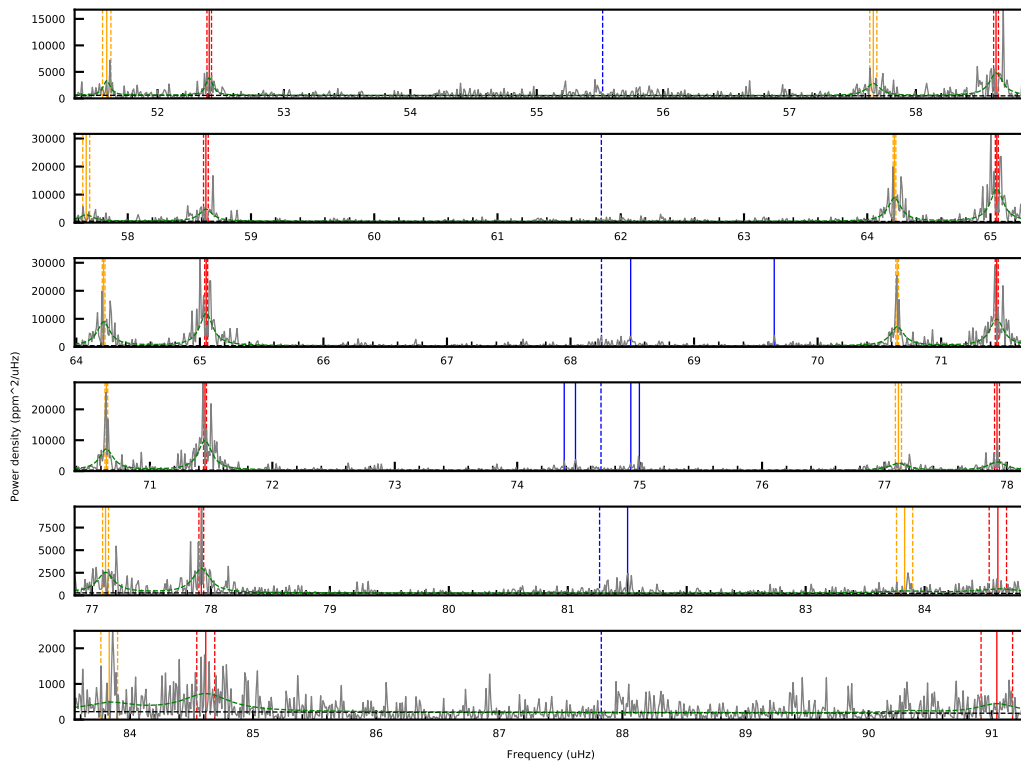 15000
10000
5000
0
52 53 54 55 56 57 58
30000
20000
10000
0
58 59 60 61 62 63 64 65
30000
20000
10000
0
64 65 66 67 68 69 70 71
Power density (ppm^2/uHz)
20000
10000
0
71 72 73 74 75 76 77 78
7500
5000
2500
0
77 78 79 80 81 82 83 84
2000
1000
0
84 85 86 87 88 89 90 91
Frequency (uHz)